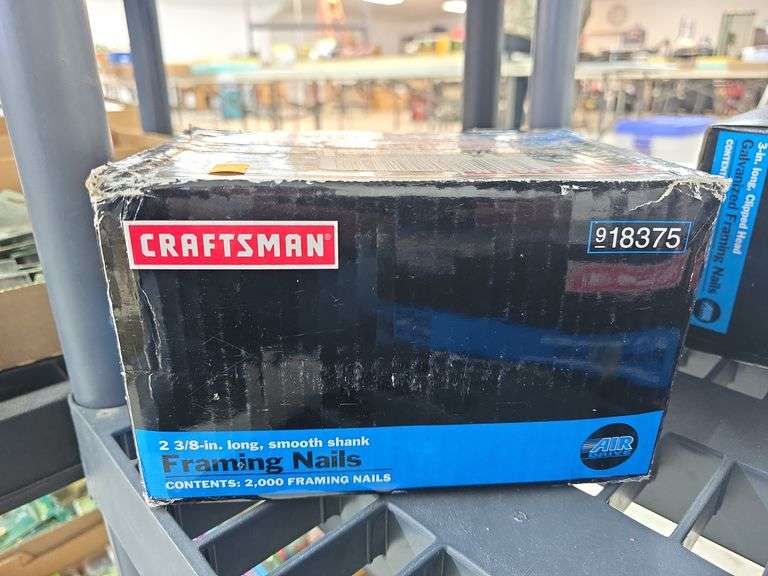 CRAFTSMAN®
918375
2 3/8-in. long, smooth shank
Framing Nails
CONTENTS: 2,000 FRAMING NAILS
AIR
DRIVE
3-in. long, Clipped Head
Galvanized Framing Nails